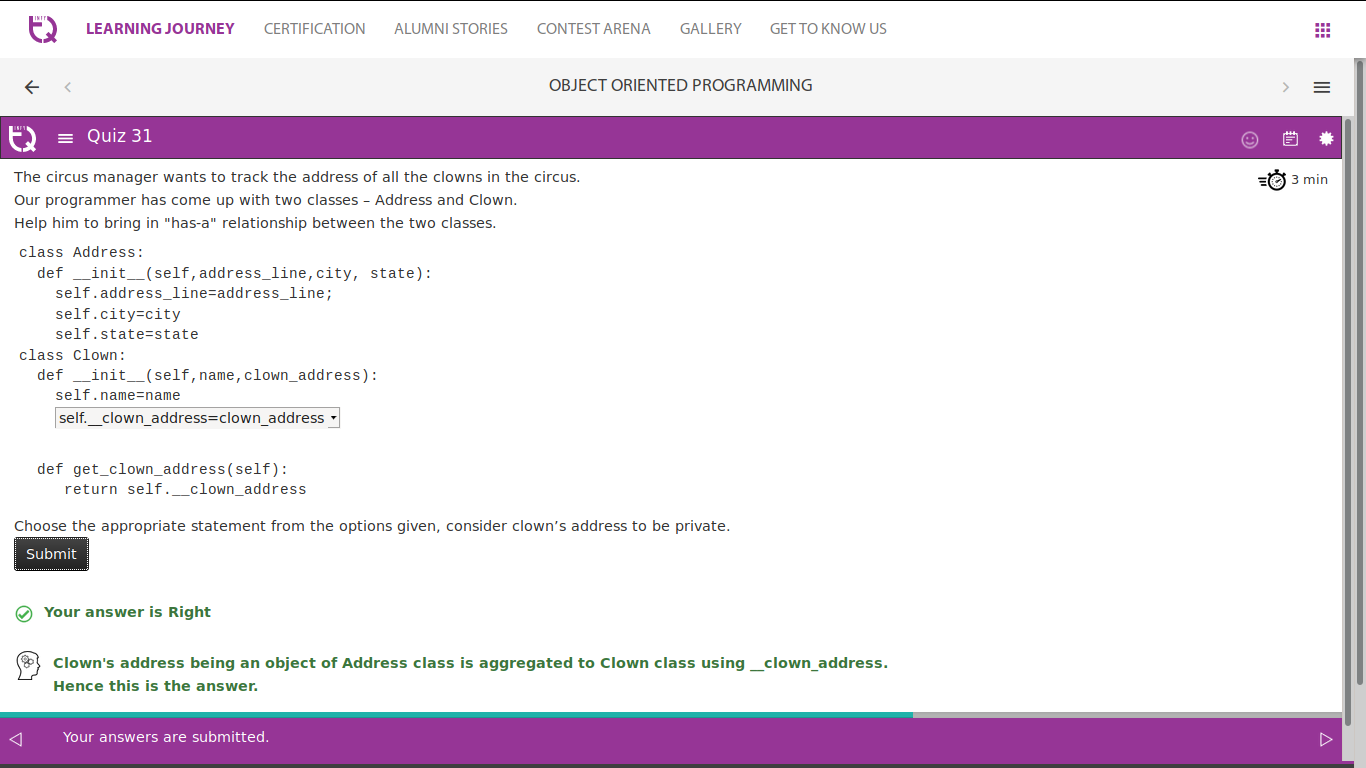 INFY
TQ
LEARNING JOURNEY CERTIFICATION ALUMNI STORIES CONTEST ARENA GALLERY GET TO KNOW US
OBJECT ORIENTED PROGRAMMING
INFY
TQ
Quiz 31
The circus manager wants to track the address of all the clowns in the circus.
3 min
Our programmer has come up with two classes – Address and Clown.
Help him to bring in "has-a" relationship between the two classes.
class Address:
  def __init__(self,address_line,city, state):
    self.address_line=address_line;
    self.city=city
    self.state=state
class Clown:
  def __init__(self,name,clown_address):
    self.name=name
    self.__clown_address=clown_address
  def get_clown_address(self):
     return self.__clown_address
Choose the appropriate statement from the options given, consider clown’s address to be private.
Submit
Your answer is Right
Clown's address being an object of Address class is aggregated to Clown class using __clown_address.
Hence this is the answer.
Your answers are submitted.